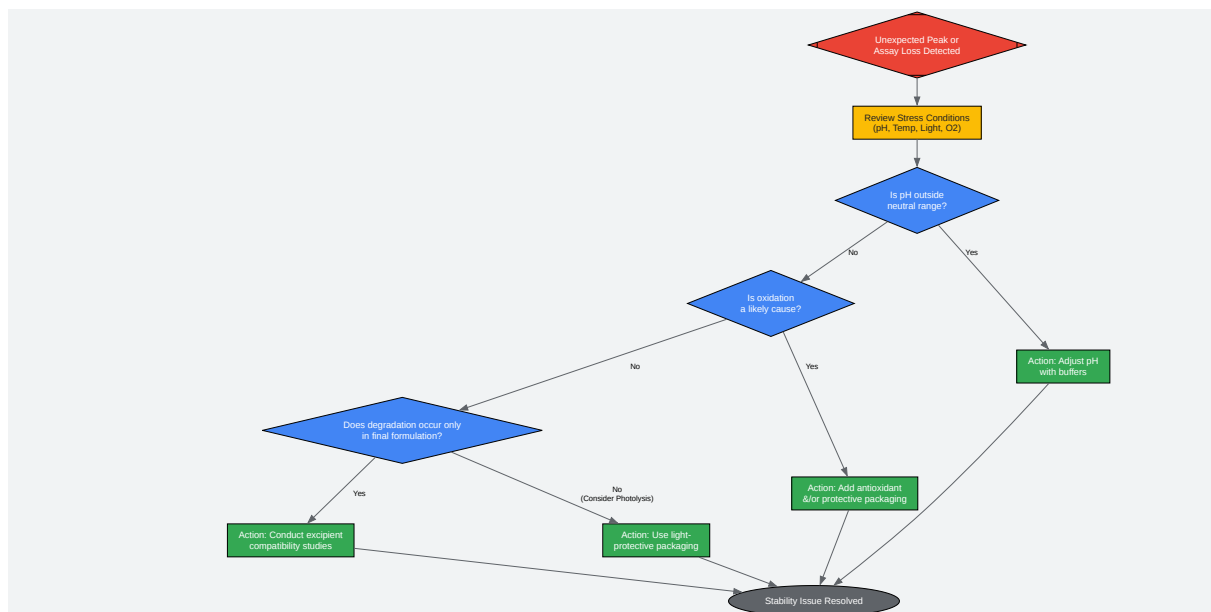 Unexpected Peak or
Assay Loss Detected
Review Stress Conditions
(pH, Temp, Light, O2)
Is pH outside
neutral range?
No
Yes
Is oxidation
a likely cause?
Action: Adjust pH
with buffers
No
Yes
Does degradation occur only
in final formulation?
Yes
No
(Consider Photolysis)
Action: Add antioxidant
&/or protective packaging
Action: Conduct excipient
compatibility studies
Action: Use light-
protective packaging
Stability Issue Resolved